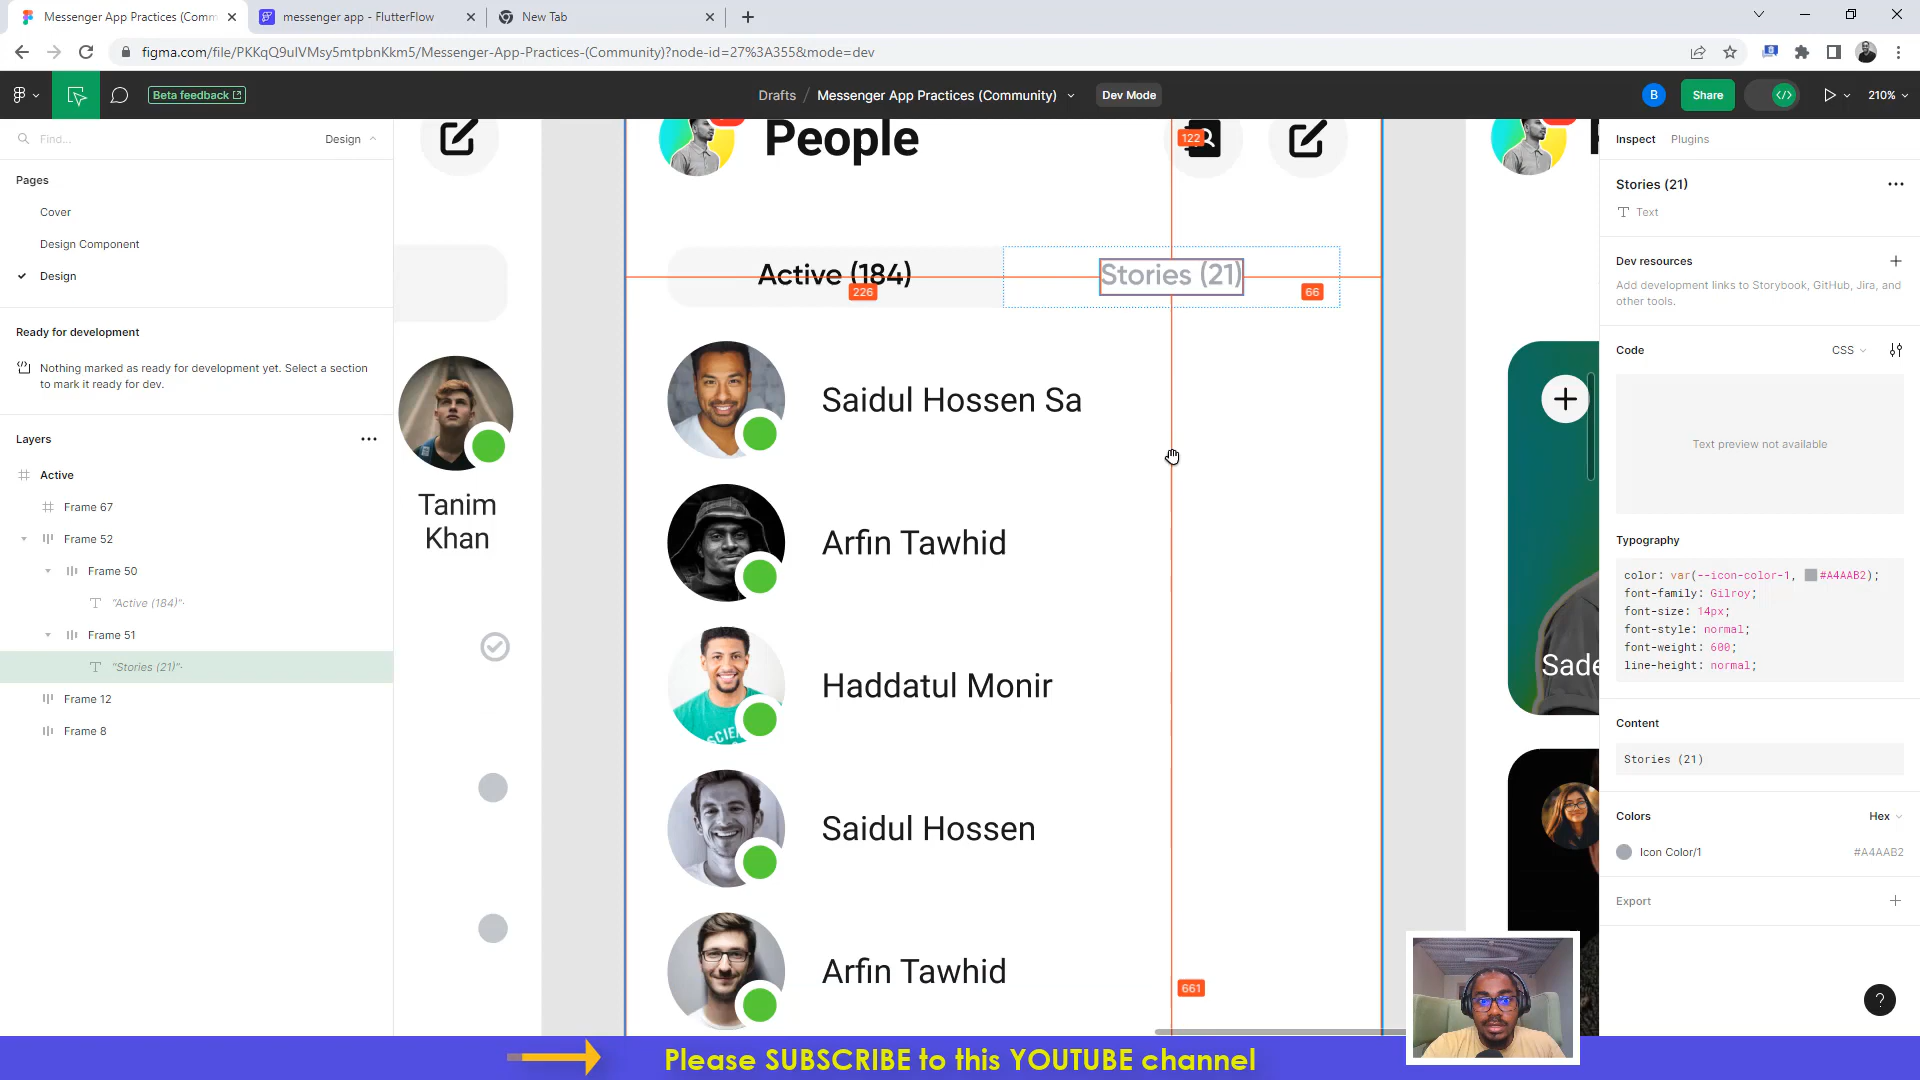 Messenger App Practices (Comm
messenger app - FlutterFlow
New Tab
figma.com/file/PKKqQ9ulVMsy5mtpbnKkm5/Messenger-App-Practices-(Community)?node-id=27%3A355&mode=dev
Beta feedback
Drafts / Messenger App Practices (Community)
Dev Mode
B
Share
210%
Find...
Design
Pages
Cover
Design Component
Design
Ready for development
Nothing marked as ready for development yet. Select a section
to mark it ready for dev.
Layers
Active
Frame 67
Frame 52
Frame 50
"Active (184)"
Frame 51
"Stories (21)"
Frame 12
Frame 8
Tanim
Khan
People
122
Active (184)
Stories (21)
226
66
Saidul Hossen Sa
Arfin Tawhid
Haddatul Monir
SCIEN
Saidul Hossen
Arfin Tawhid
661
Sade
Inspect
Plugins
Stories (21)
Text
Dev resources
Add development links to Storybook, GitHub, Jira, and
other tools.
Code
CSS
Text preview not available
Typography
color: var(--icon-color-1, #A4AAB2);
font-family: Gilroy;
font-size: 14px;
font-style: normal;
font-weight: 600;
line-height: normal;
Content
Stories (21)
Colors
Hex
Icon Color/1
#A4AAB2
Export
?
Please SUBSCRIBE to this YOUTUBE channel